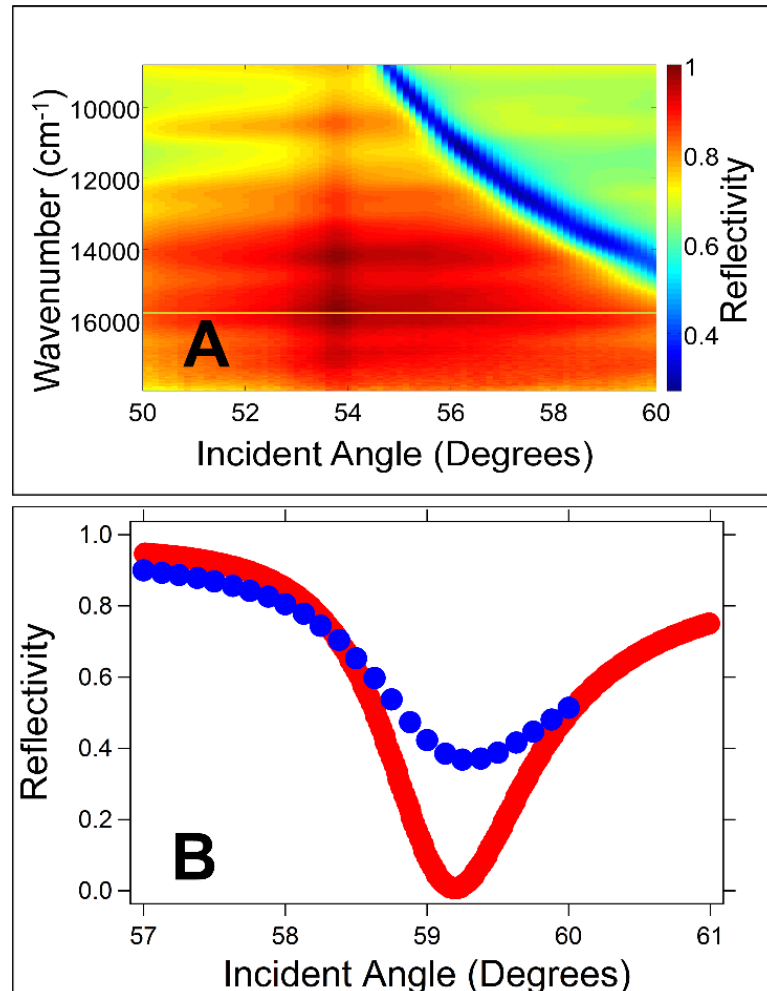 10000
12000
14000
16000
Wavenumber (cm⁻¹)
A
50 52 54 56 58 60
Incident Angle (Degrees)
1
0.8
0.6
0.4
Reflectivity
1.0
0.8
0.6
0.4
0.2
0.0
Reflectivity
B
57 58 59 60 61
Incident Angle (Degrees)